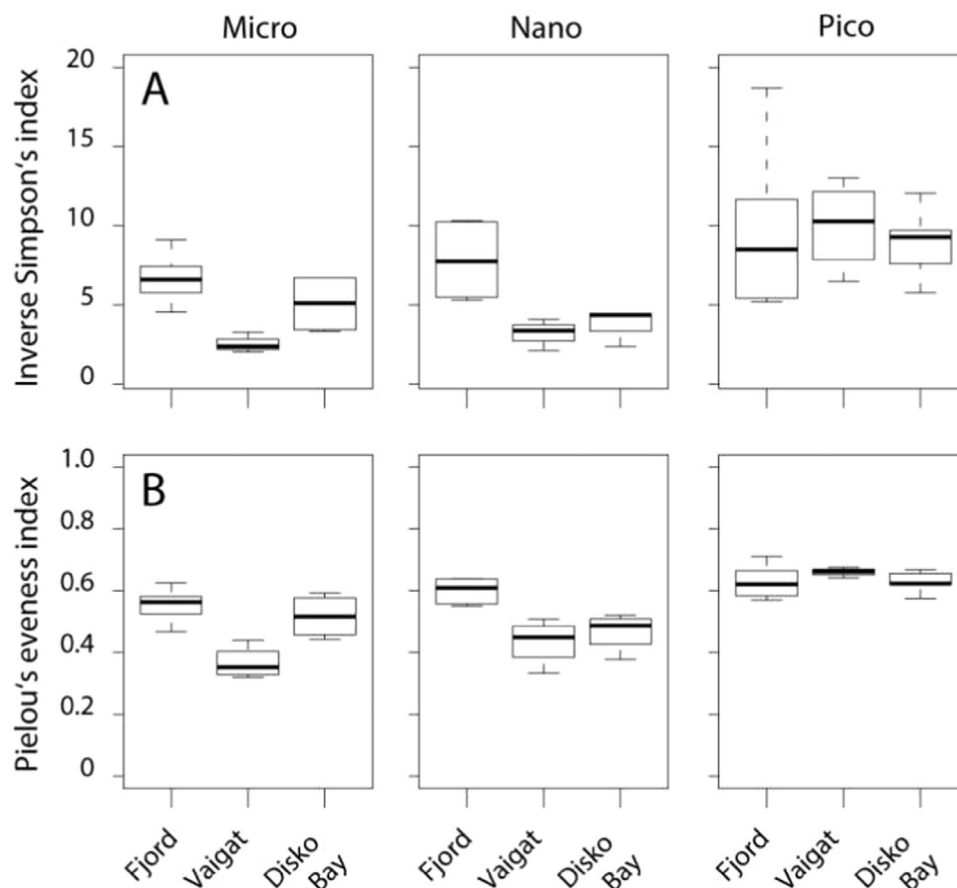 Micro
Nano
Pico
Inverse Simpson's index
20
15
10
5
0
A
Pielou's eveness index
1.0
0.8
0.6
0.4
0.2
0
B
Fjord
Vaigat
Disko
Bay
Fjord
Vaigat
Disko
Bay
Fjord
Vaigat
Disko
Bay